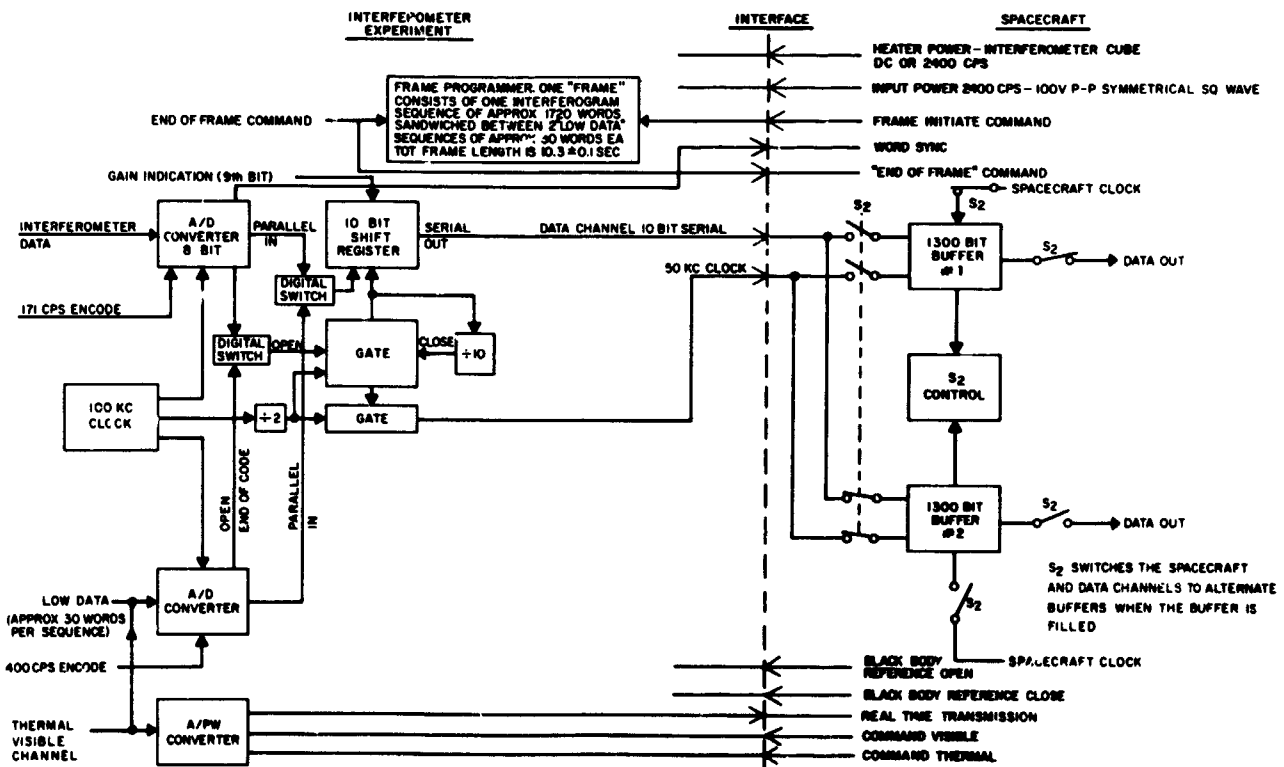 INTERFEROMETER
EXPERIMENT
INTERFACE
SPACECRAFT
HEATER POWER-INTERFEROMETER CUBE
DC OR 2400 CPS
INPUT POWER 2400 CPS-100V P-P SYMMETRICAL SQ WAVE
FRAME PROGRAMMER. ONE "FRAME"
CONSISTS OF ONE INTERFEROGRAM
SEQUENCE OF APPROX 1720 WORDS
SANDWICHED BETWEEN 2 "LOW DATA"
SEQUENCES OF APPROX 30 WORDS EA
TOT FRAME LENGTH IS 10.3 ± 0.1 SEC
END OF FRAME COMMAND
FRAME INITIATE COMMAND
WORD SYNC
"END OF FRAME" COMMAND
GAIN INDICATION (9th BIT)
SPACECRAFT CLOCK
S2
INTERFEROMETER
DATA
A/D
CONVERTER
8 BIT
PARALLEL
IN
10 BIT
SHIFT
REGISTER
SERIAL
OUT
DATA CHANNEL 10 BIT SERIAL
S2
1300 BIT
BUFFER
#1
S2
DATA OUT
50 KC CLOCK
DIGITAL
SWITCH
171 CPS ENCODE
DIGITAL
SWITCH
OPEN
GATE
CLOSE
÷10
100 KC
CLOCK
÷2
GATE
S2
CONTROL
OPEN
END OF CODE
PARALLEL
IN
1300 BIT
BUFFER
#2
S2
DATA OUT
S2 SWITCHES THE SPACECRAFT
AND DATA CHANNELS TO ALTERNATE
BUFFERS WHEN THE BUFFER IS
FILLED
S2
SPACECRAFT CLOCK
LOW DATA
(APPROX 30 WORDS
PER SEQUENCE)
A/D
CONVERTER
400 CPS ENCODE
BLACK BODY
REFERENCE OPEN
BLACK BODY REFERENCE CLOSE
REAL TIME TRANSMISSION
COMMAND VISIBLE
COMMAND THERMAL
THERMAL
VISIBLE
CHANNEL
A/PW
CONVERTER